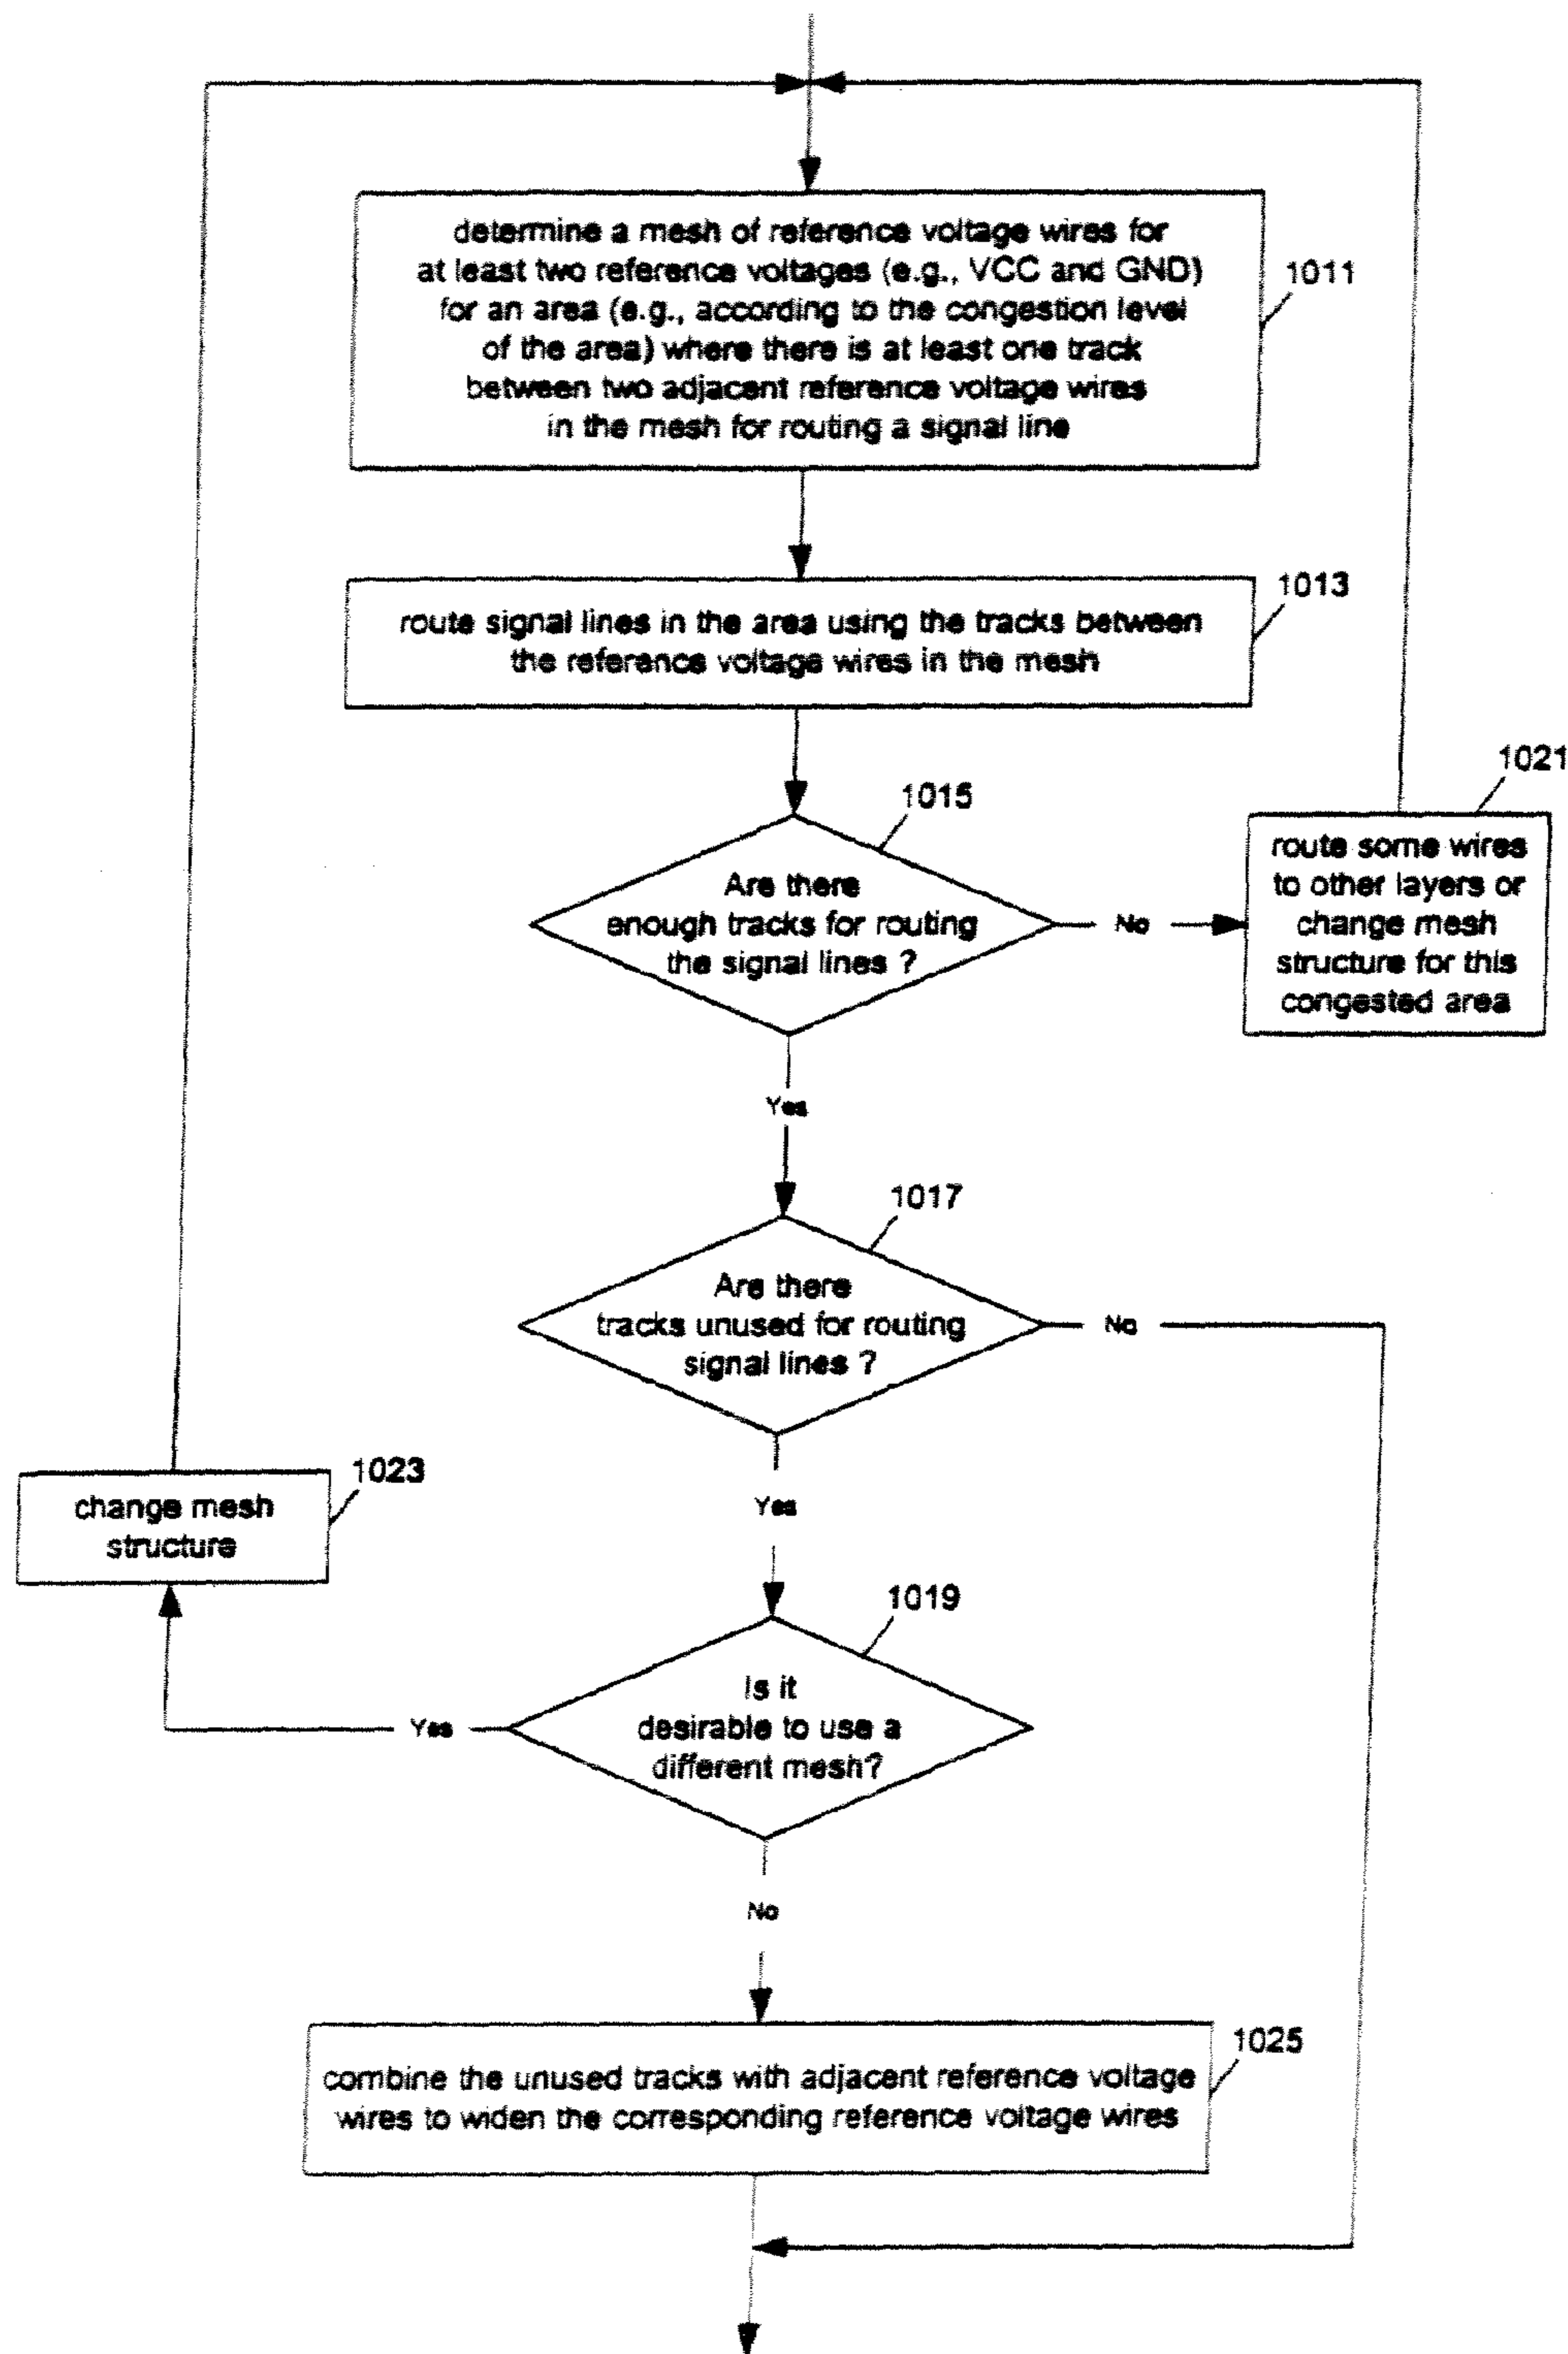 determine a mesh of reference voltage wires for
at least two reference voltages (e.g., VCC and GND)
for an area (e.g., according to the congestion level
of the area) where there is at least one track
between two adjacent reference voltage wires
in the mesh for routing a signal line
1011
route signal lines in the area using the tracks between
the reference voltage wires in the mesh
1013
1015
Are there
enough tracks for routing
the signal lines ?
No
1021
route some wires
to other layers or
change mesh
structure for this
congested area
Yes
1017
Are there
tracks unused for routing
signal lines ?
No
Yes
1023
change mesh
structure
1019
Is it
desirable to use a
different mesh?
Yes
No
1025
combine the unused tracks with adjacent reference voltage
wires to widen the corresponding reference voltage wires